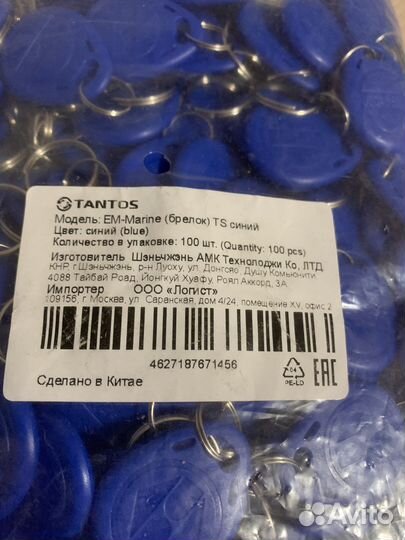 TANTOS
Модель: EM-Marine (брелок) TS синий
Цвет: синий (blue)
Количество в упаковке: 100 шт. (Quantity: 100 pcs)
Изготовитель Шэньчжэнь АМК Технолоджи Ко, ЛТД
КНР, г.Шэньчжэнь, р-н Луоху, ул. Донгсяо, Душу Комьюнити
4088 Тайбай Роад, Йонгкуй Хуафу, Роял Аккорд, 3А
Импортер ООО «Логист»
109156, г Москва, ул Саранская, дом 4/24, помещение XV, офис 2
4627187671456
Сделано в Китае
04
PE-LD
EAC
Avito